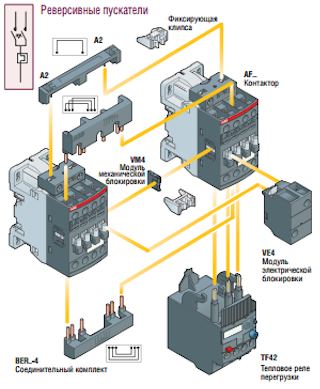 Реверсивные пускатели
Фиксирующая
клипса
A2
A2
AF..
Контактор
VM4
Модуль
механической
блокировки
VE4
Модуль
электрической
блокировки
BER..-4
Соединительный комплект
TF42
Тепловое реле
перегрузки